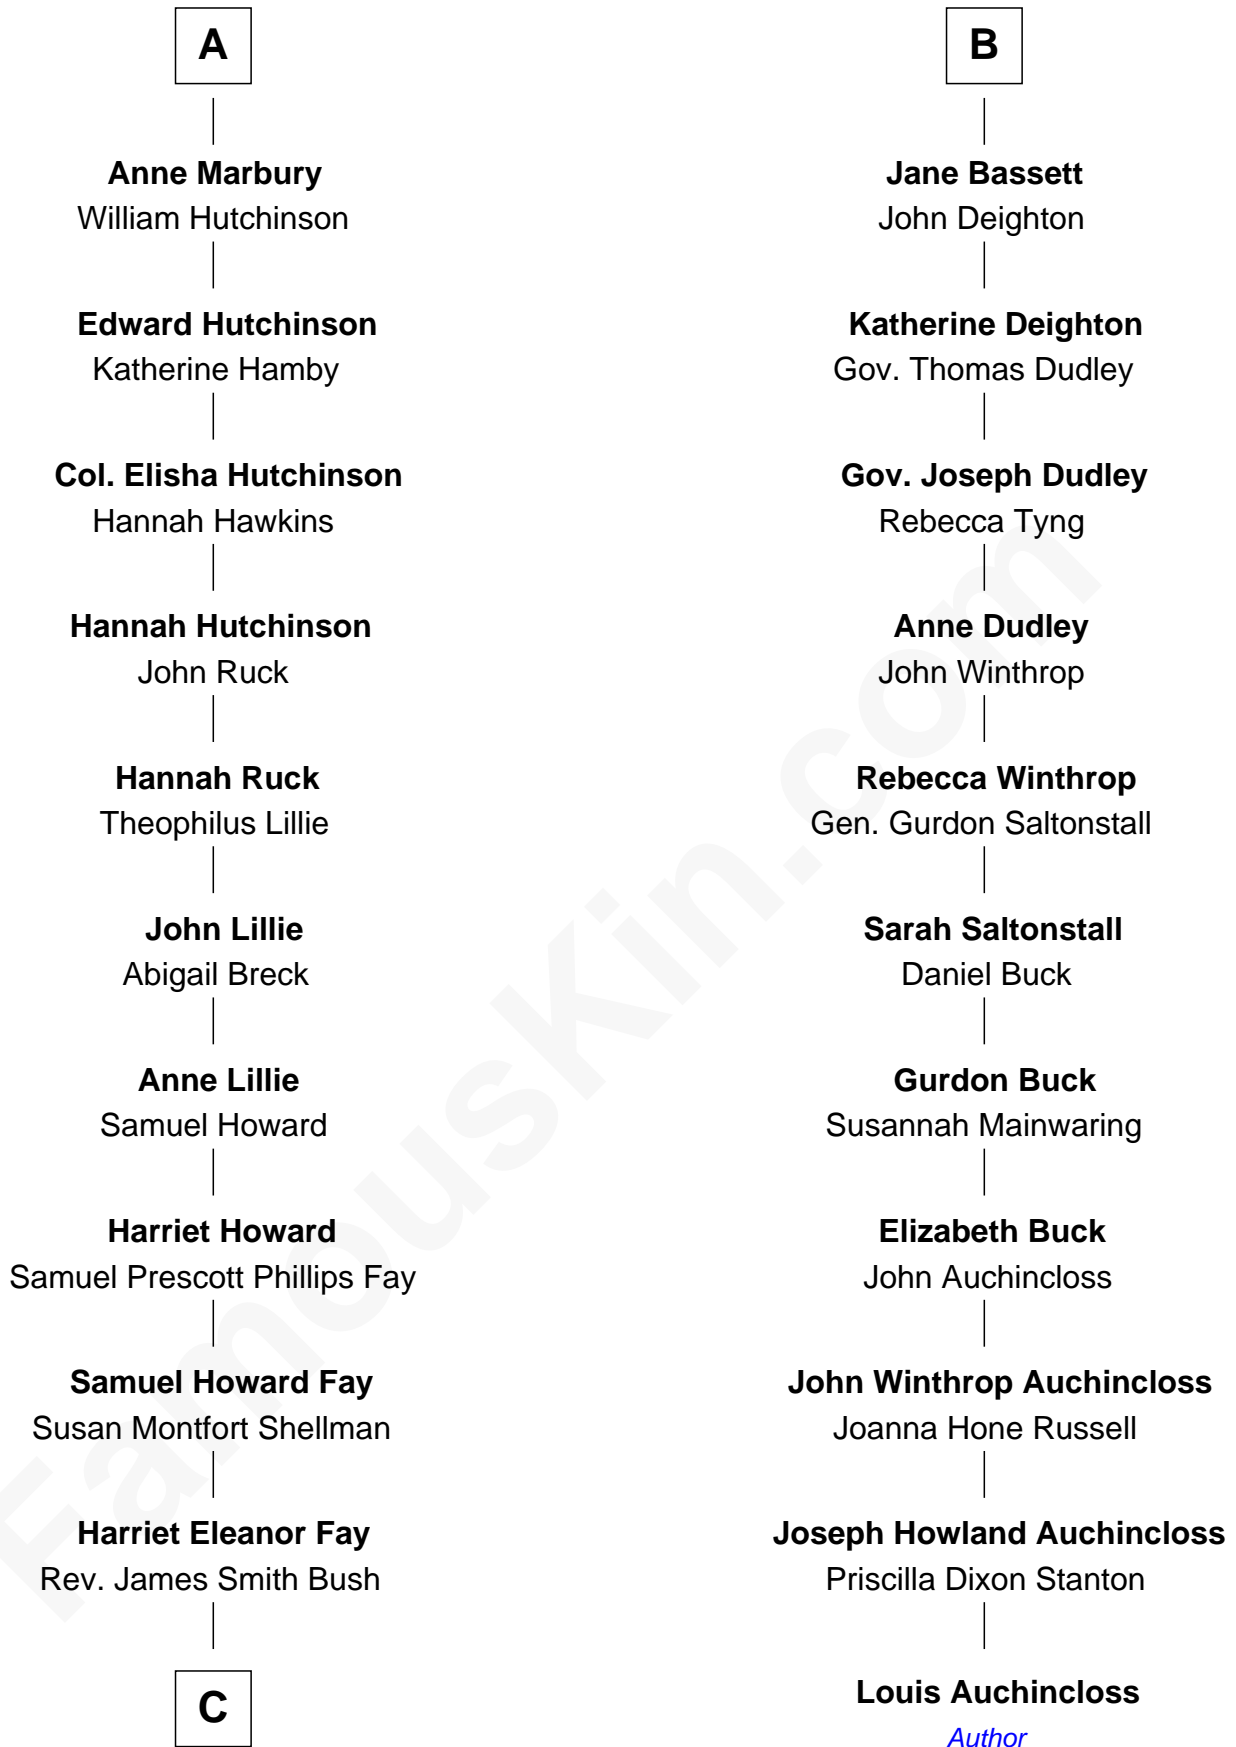 A
Anne Marbury
William Hutchinson
Edward Hutchinson
Katherine Hamby
Col. Elisha Hutchinson
Hannah Hawkins
Hannah Hutchinson
John Ruck
Hannah Ruck
Theophilus Lillie
John Lillie
Abigail Breck
Anne Lillie
Samuel Howard
Harriet Howard
Samuel Prescott Phillips Fay
Samuel Howard Fay
Susan Montfort Shellman
Harriet Eleanor Fay
Rev. James Smith Bush
C
B
Jane Bassett
John Deighton
Katherine Deighton
Gov. Thomas Dudley
Gov. Joseph Dudley
Rebecca Tyng
Anne Dudley
John Winthrop
Rebecca Winthrop
Gen. Gurdon Saltonstall
Sarah Saltonstall
Daniel Buck
Gurdon Buck
Susannah Mainwaring
Elizabeth Buck
John Auchincloss
John Winthrop Auchincloss
Joanna Hone Russell
Joseph Howland Auchincloss
Priscilla Dixon Stanton
Louis Auchincloss
Author
FamousKin.com